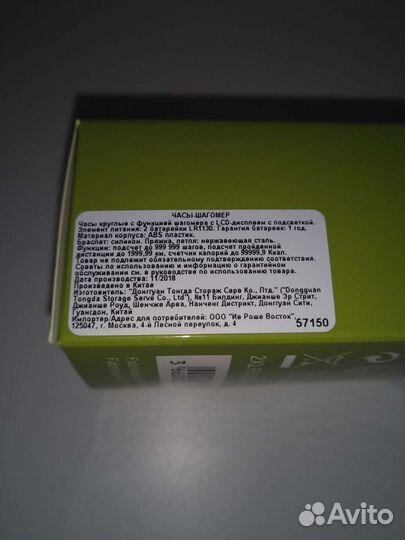 ЧАСЫ-ШАГОМЕР
Часы круглые с функцией шагомера с LCD-дисплеем с подсветкой.
Элемент питания: 2 батарейки LR1130. Гарантия батареек: 1 год.
Материал корпуса: ABS пластик.
Браслет: силикон. Пряжка, петля: нержавеющая сталь.
Функции: подсчет до 999 999 шагов, подсчет пройденной
дистанции до 1999,99 км, счетчик калорий до 99999,9 Ккал.
Товар не подлежит обязательному подтверждению соответствия.
Советы по использованию и информацию о гарантийном
обслуживании см. в руководстве по использованию товара.
Дата производства: 11/2018
Произведено в Китае
Изготовитель: "Донггуан Тонгда Стораж Серв Ко., Лтд." ("Dongguan
Tongda Storage Serve Co., Ltd"), №11 Билдинг, Джианше Эр Стрит,
Джианше Роуд, Шенчже Ареа, Нанченг Дистрикт, Донггуан Сити,
Гуангдон, Китай
Импортер/Адрес для потребителей: ООО "Ив Роше Восток",
125047, г. Москва, 4-й Лесной переулок, д. 4
57150
3
Avito